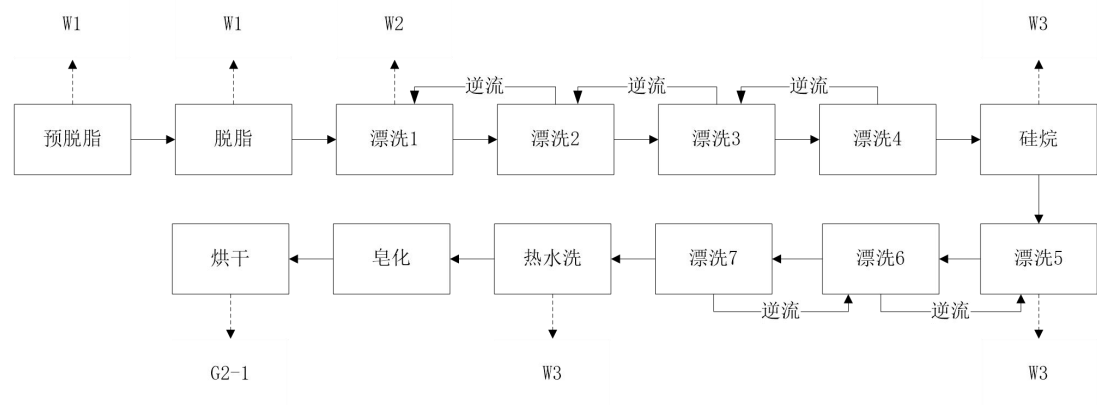 W1
W1
W2
W3
逆流
逆流
逆流
预脱脂
脱脂
漂洗1
漂洗2
漂洗3
漂洗4
硅烷
烘干
皂化
热水洗
漂洗7
漂洗6
漂洗5
逆流
逆流
G2-1
W3
W3